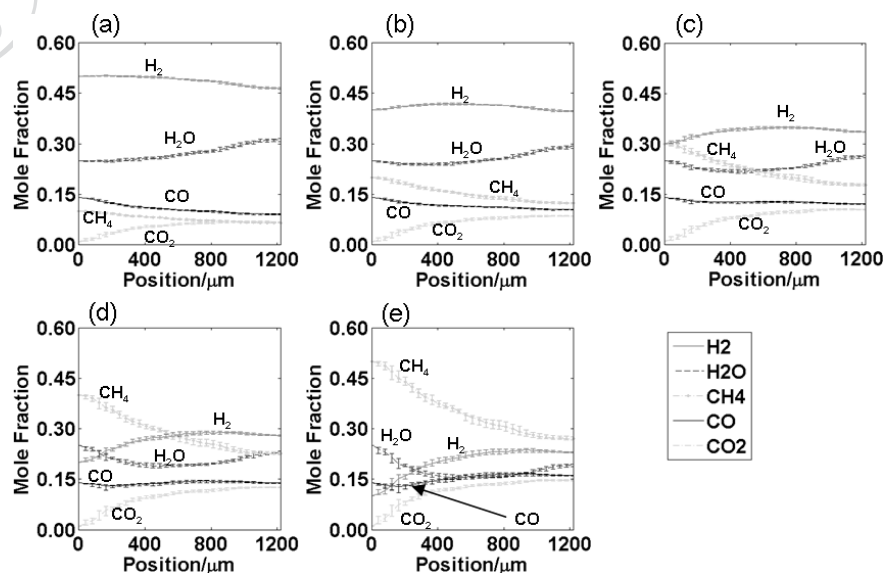 (a)
0.60
0.45
0.30
0.15
0.00
Mole Fraction
H₂
H₂O
CO
CH₄
CO₂
0 400 800 1200
Position/μm
(b)
0.60
0.45
0.30
0.15
0.00
Mole Fraction
H₂
H₂O
CH₄
CO
CO₂
0 400 800 1200
Position/μm
(c)
0.60
0.45
0.30
0.15
0.00
Mole Fraction
H₂
CH₄ H₂O
CO
CO₂
0 400 800 1200
Position/μm
(d)
0.60
0.45
0.30
0.15
0.00
Mole Fraction
CH₄
H₂
H₂O
CO
CO₂
0 400 800 1200
Position/μm
(e)
0.60
0.45
0.30
0.15
0.00
Mole Fraction
CH₄
H₂O
H₂
CO₂
CO
0 400 800 1200
Position/μm
H2
H2O
CH4
CO
CO2